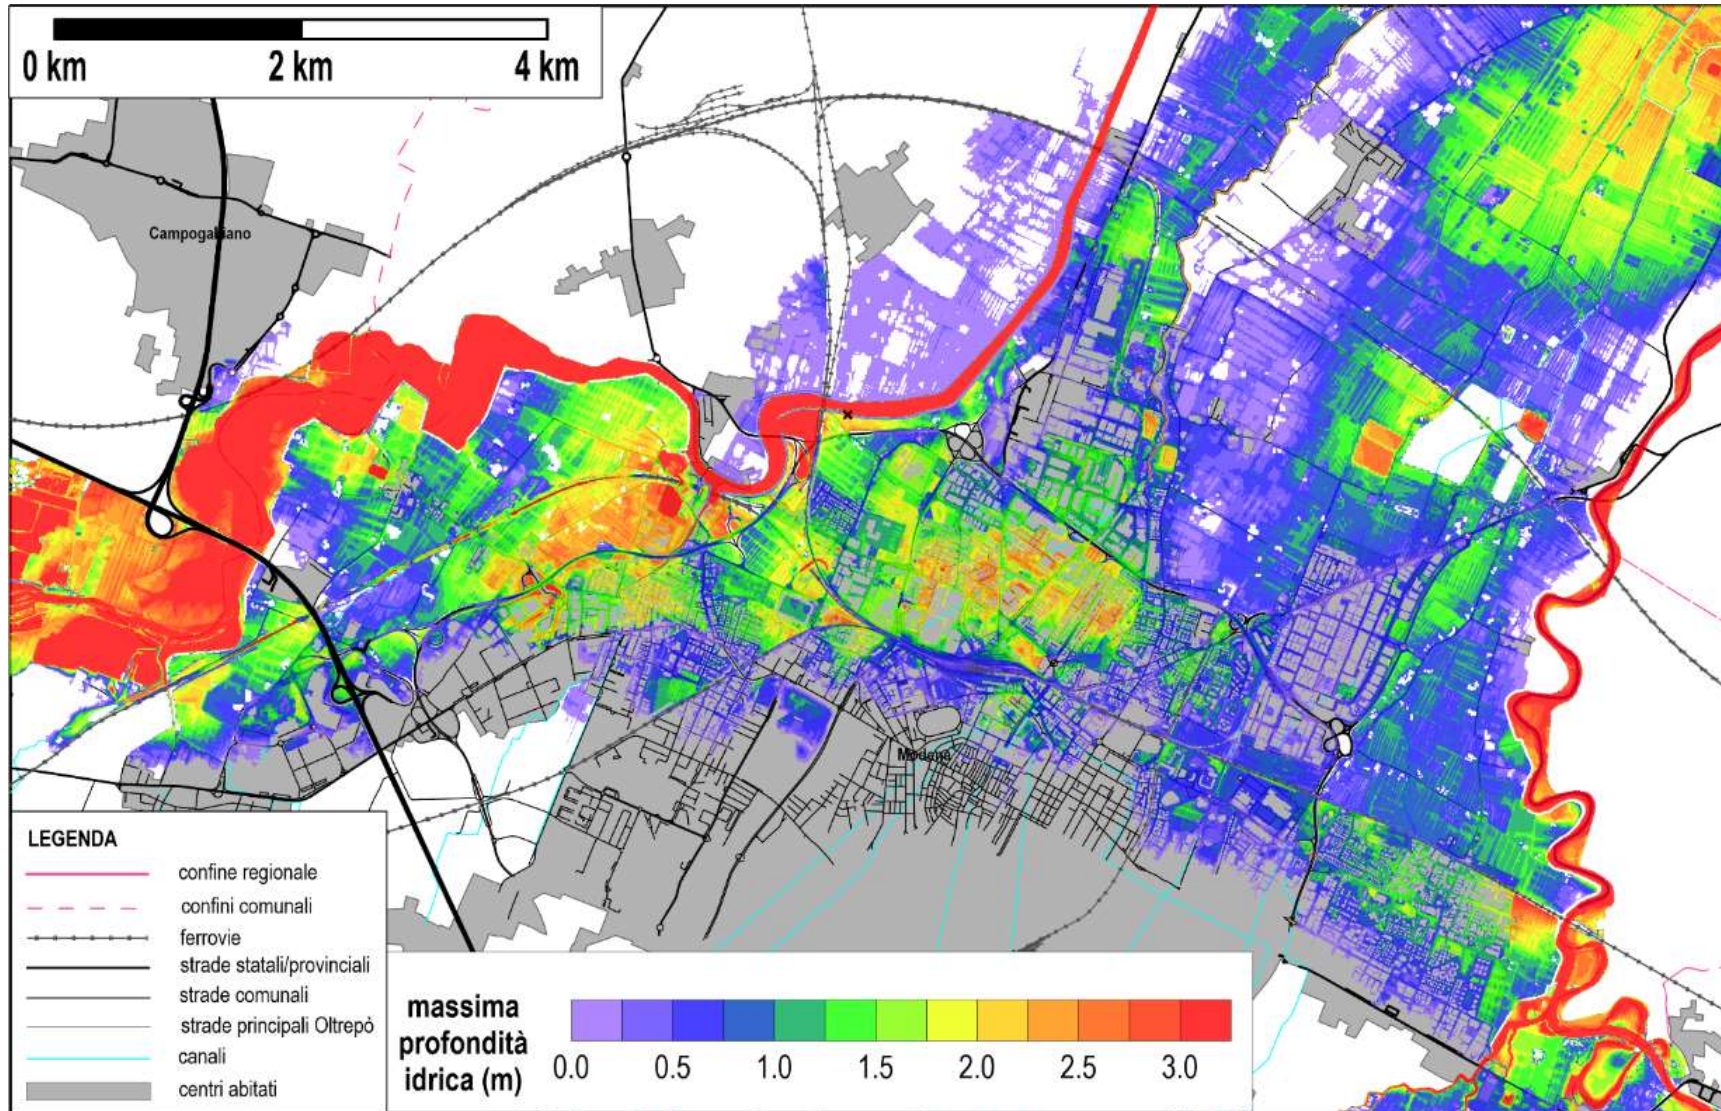 0 km 2 km 4 km
Campogalliano
Modena
LEGENDA
confine regionale
confini comunali
ferrovie
strade statali/provinciali
strade comunali
strade principali Oltrepò
canali
centri abitati
massima
profondità
idrica (m)
0.0 0.5 1.0 1.5 2.0 2.5 3.0